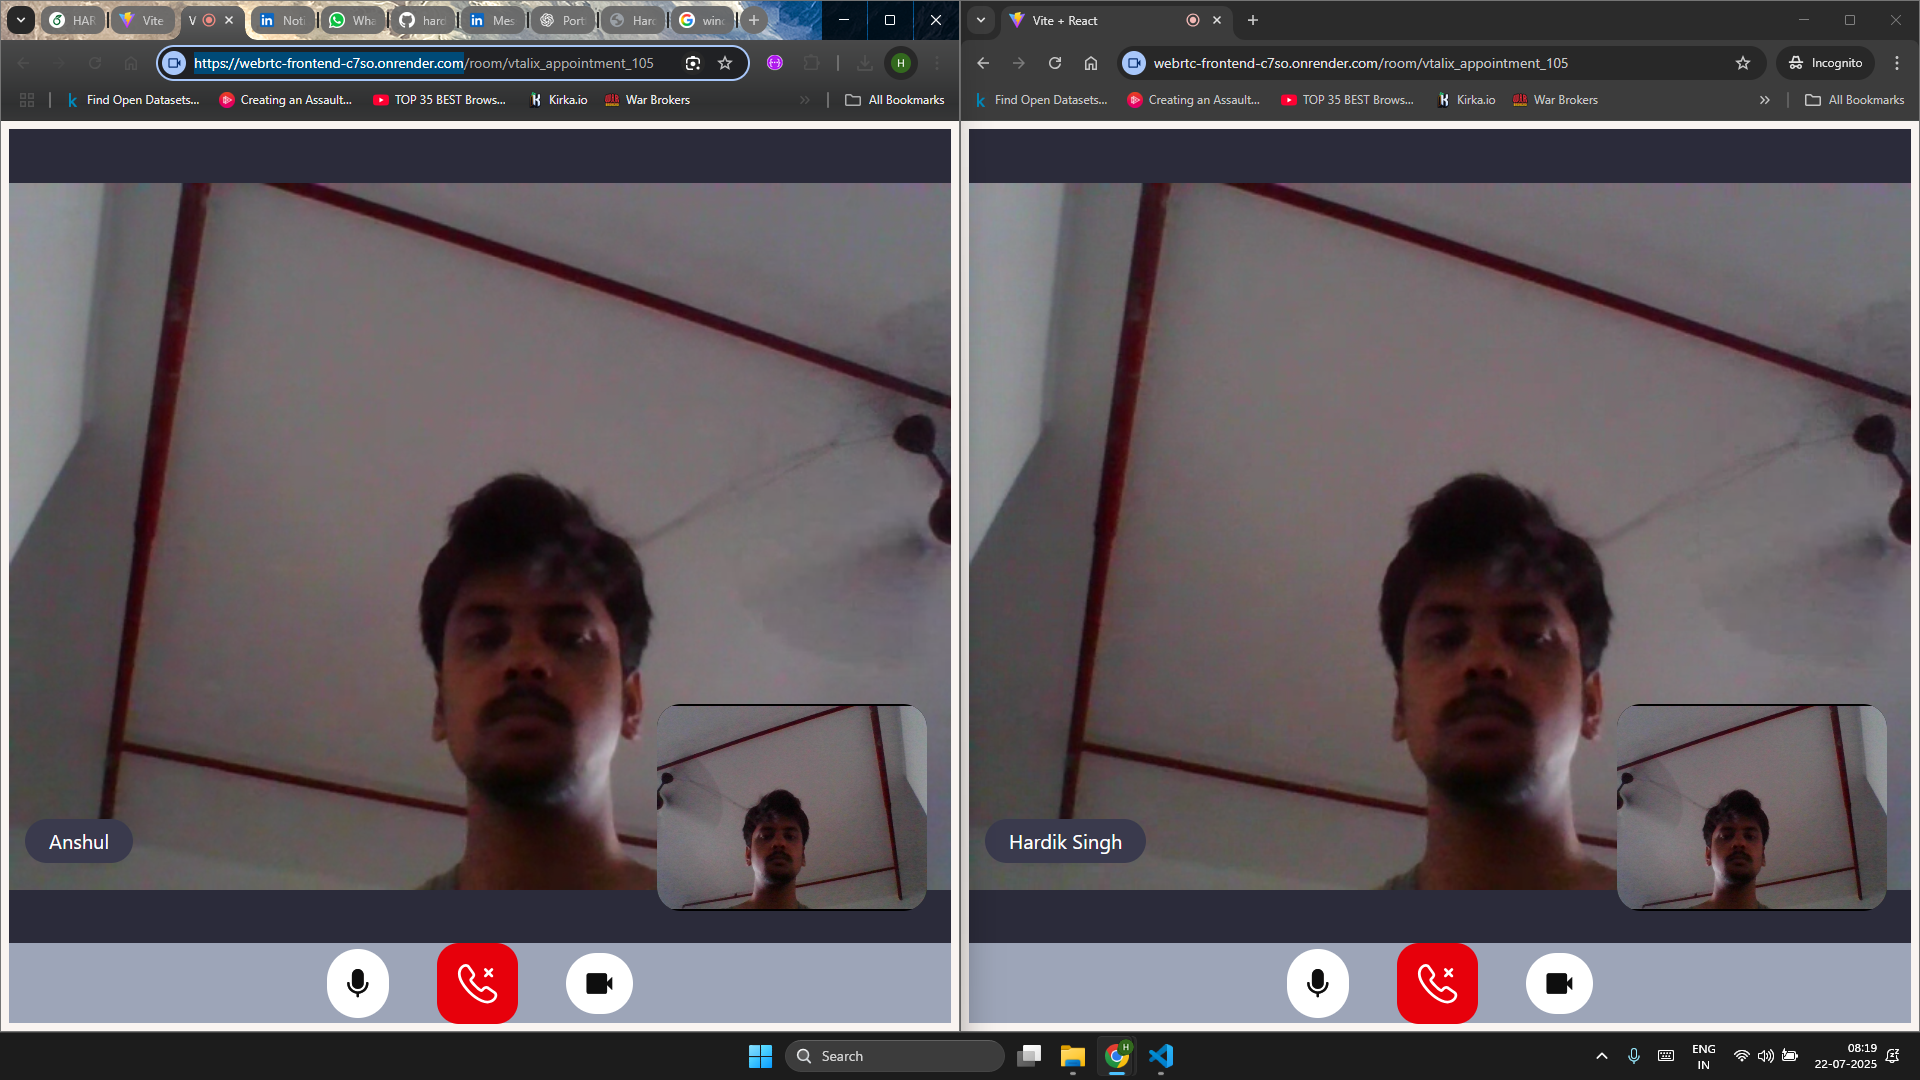 HAR
Vite
V
Noti
Wha
hard
Mes
Port
Hard
wind
https://webrtc-frontend-c7so.onrender.com/room/vtalix_appointment_105
H
Find Open Datasets...
Creating an Assault...
TOP 35 BEST Brows...
Kirka.io
War Brokers
All Bookmarks
Anshul
Vite + React
webrtc-frontend-c7so.onrender.com/room/vtalix_appointment_105
Incognito
Find Open Datasets...
Creating an Assault...
TOP 35 BEST Brows...
Kirka.io
War Brokers
All Bookmarks
Hardik Singh
Search
H
ENG
IN
08:19
22-07-2025